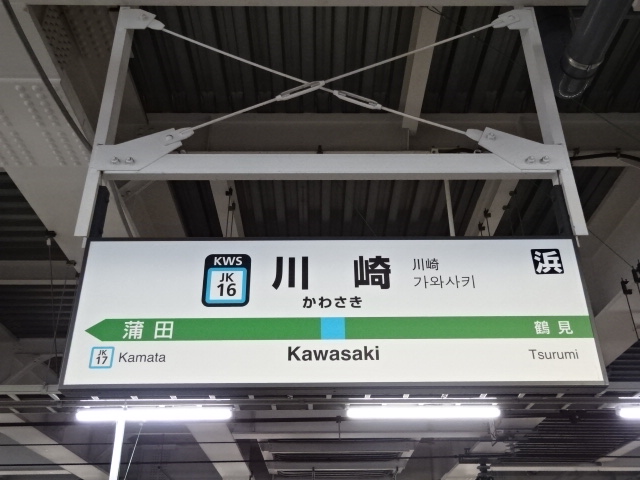 KWS
JK
16
川崎
かわさき
川崎
가와사키
浜
蒲田
鶴見
JK
17
Kamata
Kawasaki
Tsurumi